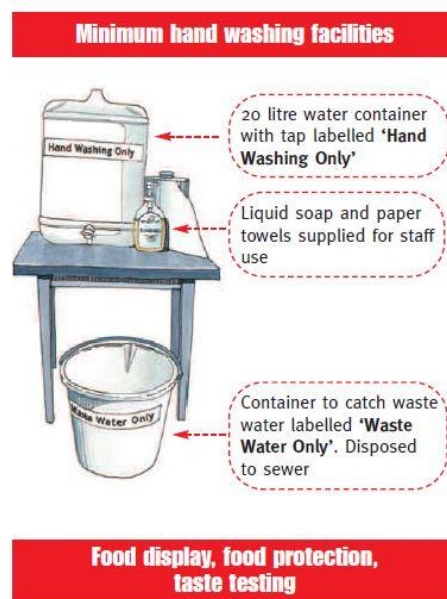 Minimum hand washing facilities
20 litre water container
with tap labelled ‘Hand
Washing Only’
Hand Washing Only
Liquid soap and paper
towels supplied for staff
use
Container to catch waste
water labelled ‘Waste
Water Only’. Disposed
to sewer
Waste Water Only
Food display, food protection,
taste testing